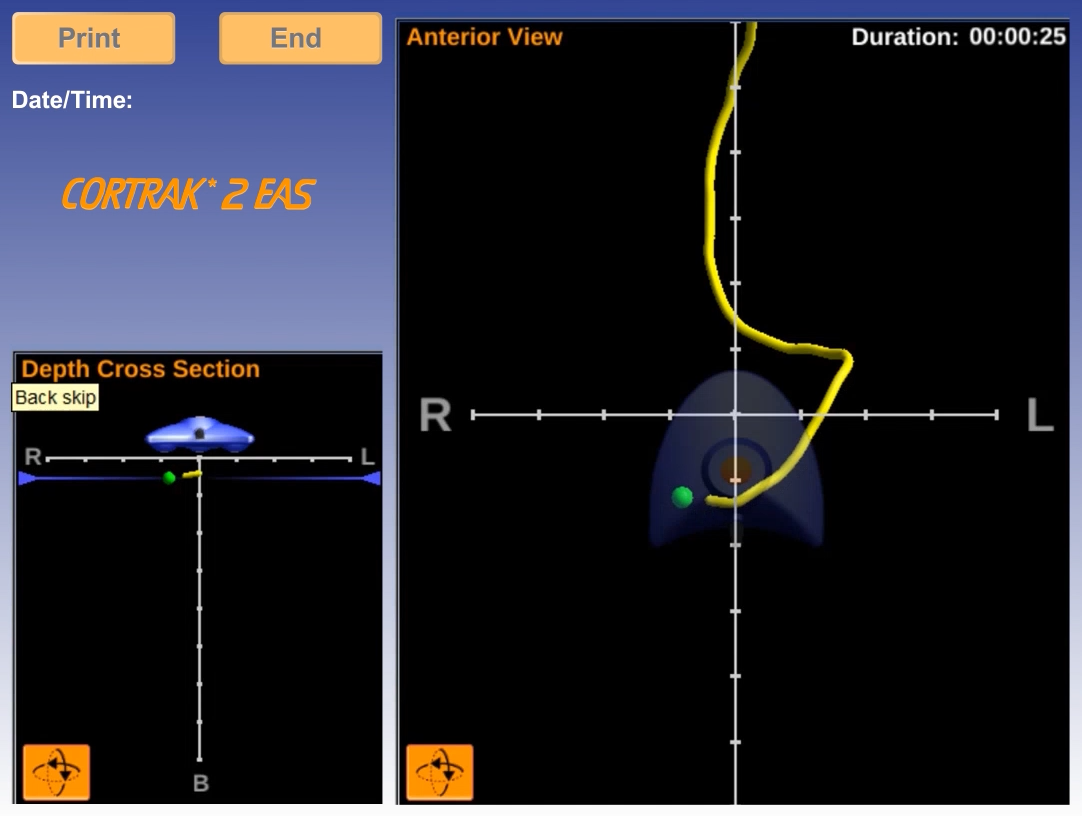 Print
End
Date/Time:
CORTRAK* 2 EAS
Depth Cross Section
Back skip
R
L
B
Anterior View
Duration: 00:00:25
R
L